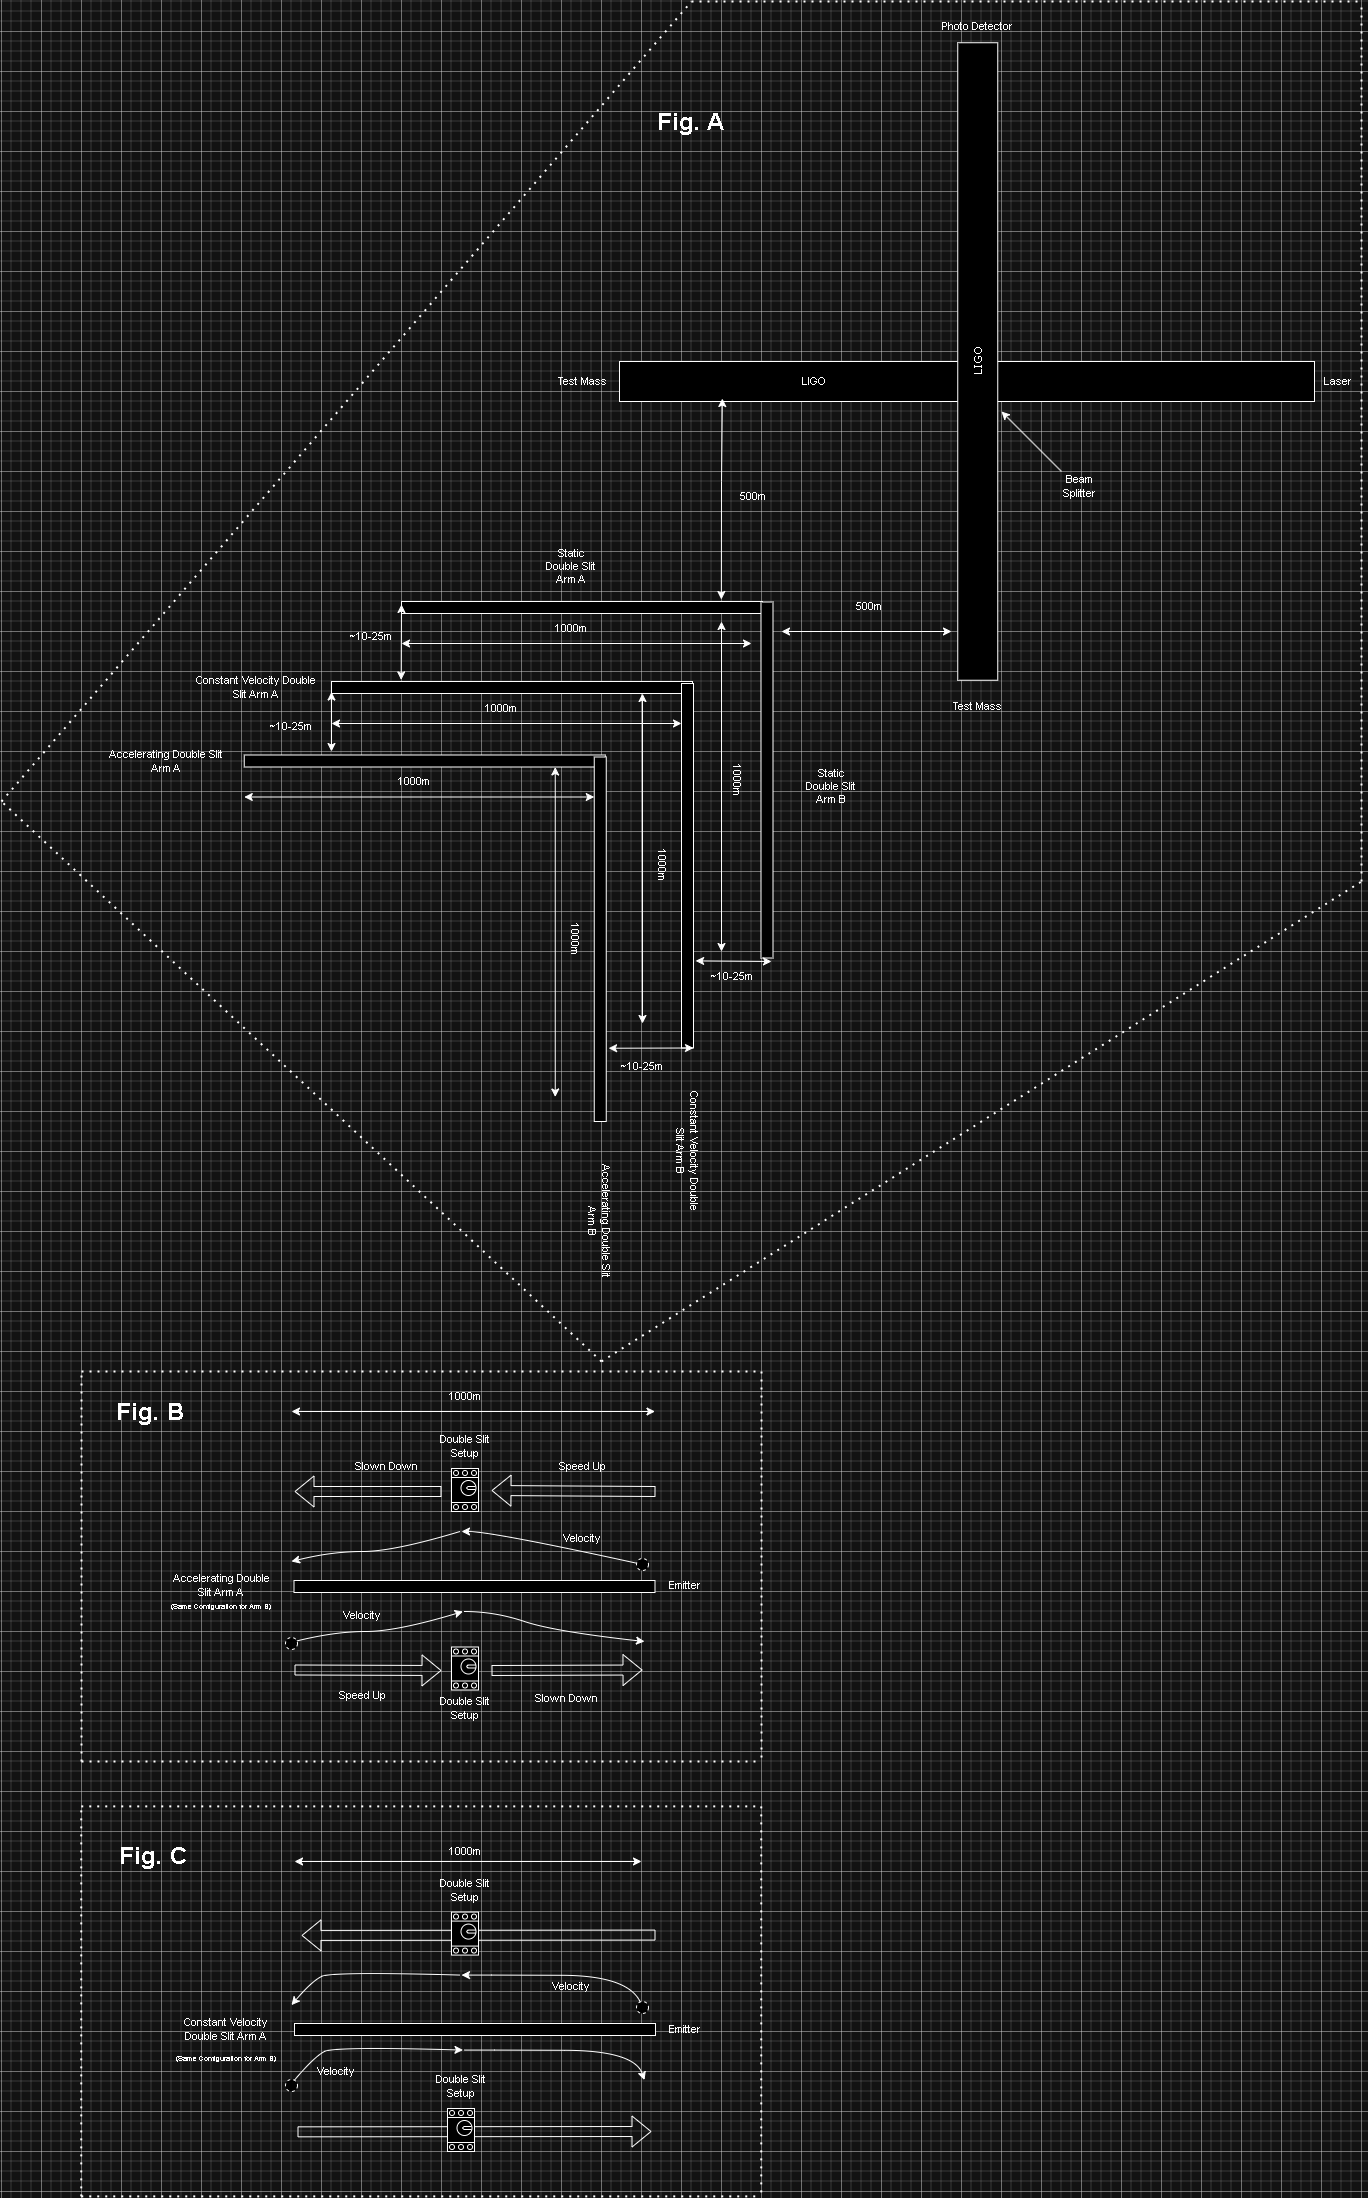 Photo Detector
Fig. A
LIGO
Test Mass
LIGO
Laser
Beam
Splitter
500m
Static
Double Slit
Arm A
500m
~10-25m
1000m
Test Mass
Constant Velocity Double
Slit Arm A
1000m
~10-25m
Accelerating Double Slit
Arm A
1000m
1000m
Static
Double Slit
Arm B
1000m
1000m
~10-25m
~10-25m
Constant Velocity Double
Slit Arm B
Accelerating Double Slit
Arm B
Fig. B
1000m
Double Slit
Setup
Slown Down
Speed Up
Velocity
Accelerating Double
Slit Arm A
(Same Configuration for Arm B)
Emitter
Velocity
Speed Up
Double Slit
Setup
Slown Down
Fig. C
1000m
Double Slit
Setup
Velocity
Constant Velocity
Double Slit Arm A
(Same Configuration for Arm B)
Emitter
Velocity
Double Slit
Setup